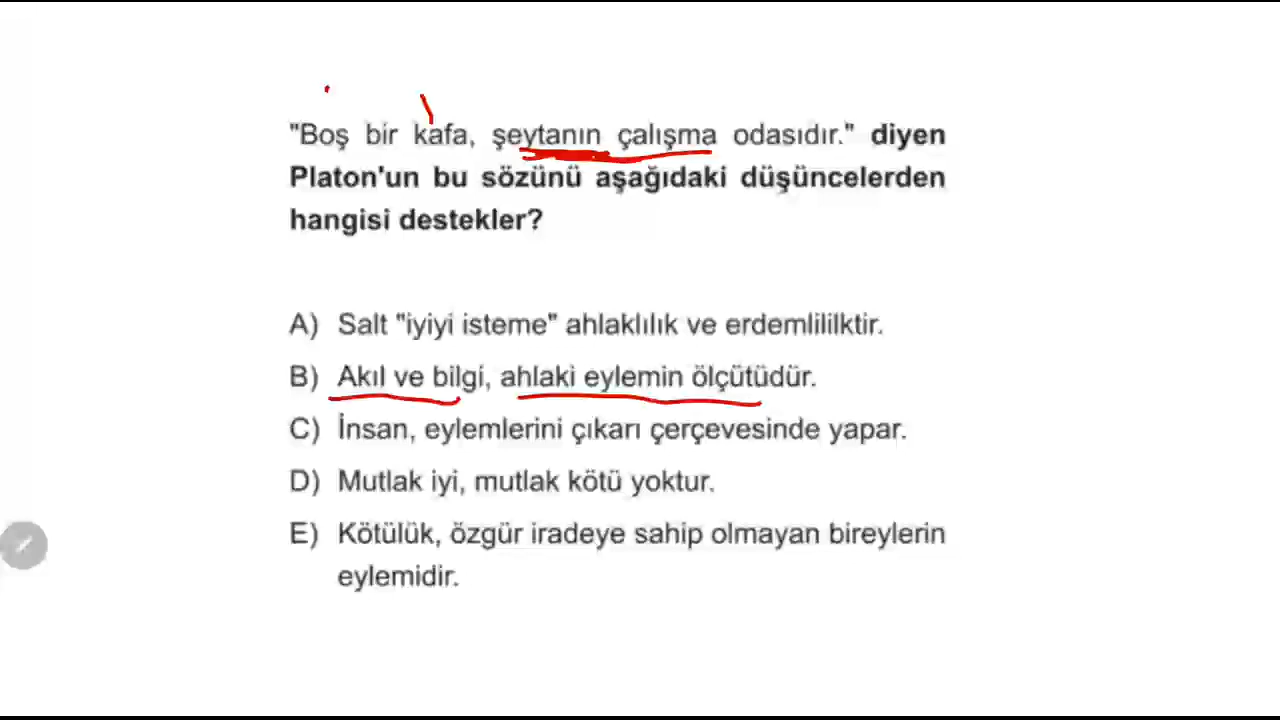 "Boş bir kafa, şeytanın çalışma odasıdır." diyen
Platon'un bu sözünü aşağıdaki düşüncelerden
hangisi destekler?
A) Salt "iyiyi isteme" ahlaklılık ve erdemlililktir.
B) Akıl ve bilgi, ahlaki eylemin ölçütüdür.
C) İnsan, eylemlerini çıkarı çerçevesinde yapar.
D) Mutlak iyi, mutlak kötü yoktur.
E) Kötülük, özgür iradeye sahip olmayan bireylerin
eylemidir.